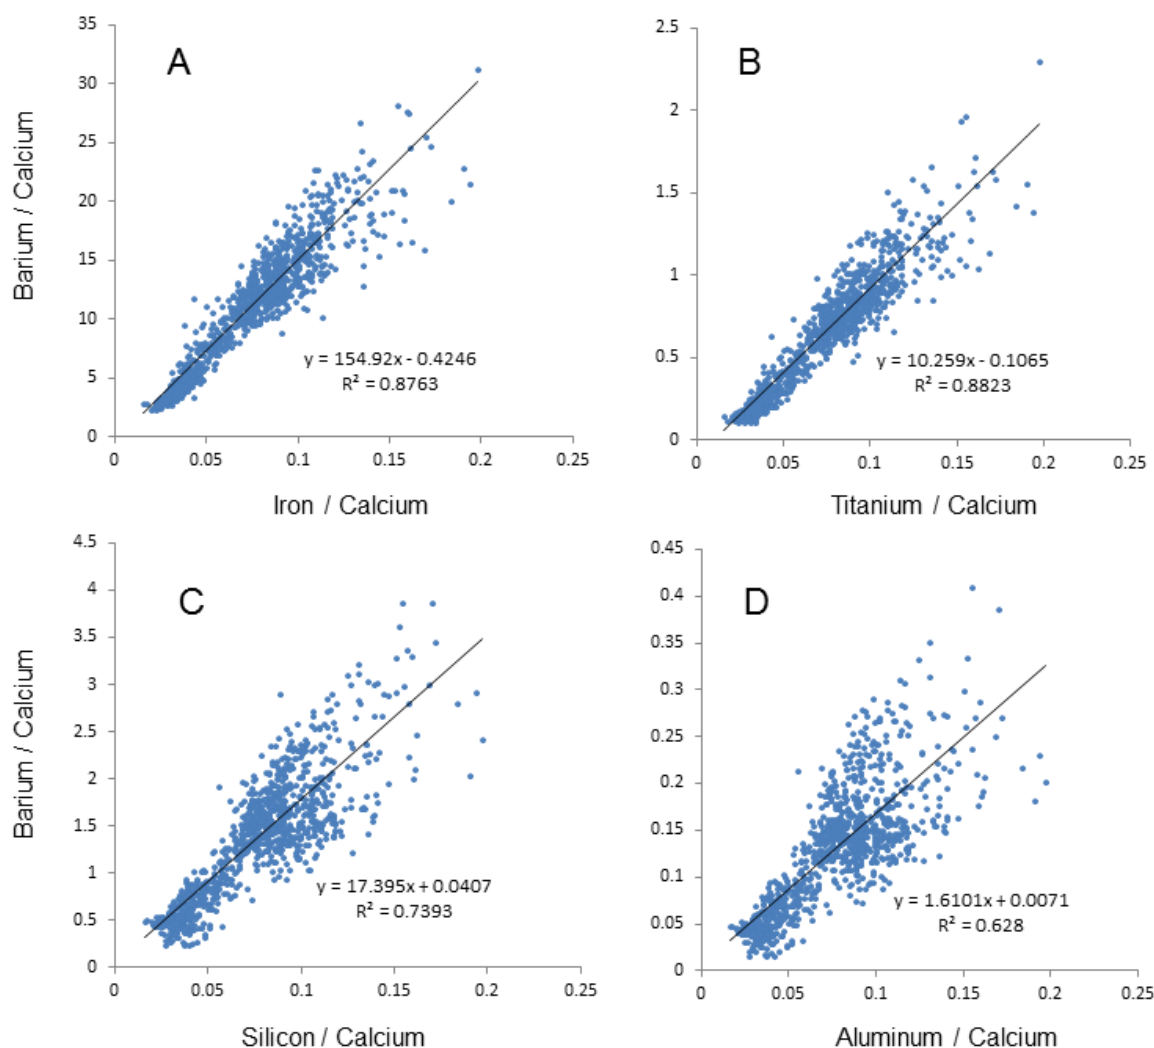 A
35
30
25
20
15
10
5
0
0 0.05 0.1 0.15 0.2 0.25
Barium / Calcium
Iron / Calcium
y = 154.92x - 0.4246
R² = 0.8763
B
2.5
2
1.5
1
0.5
0
0 0.05 0.1 0.15 0.2 0.25
Titanium / Calcium
y = 10.259x - 0.1065
R² = 0.8823
C
4.5
4
3.5
3
2.5
2
1.5
1
0.5
0
0 0.05 0.1 0.15 0.2 0.25
Barium / Calcium
Silicon / Calcium
y = 17.395x + 0.0407
R² = 0.7393
D
0.45
0.4
0.35
0.3
0.25
0.2
0.15
0.1
0.05
0
0 0.05 0.1 0.15 0.2 0.25
Aluminum / Calcium
y = 1.6101x + 0.0071
R² = 0.628